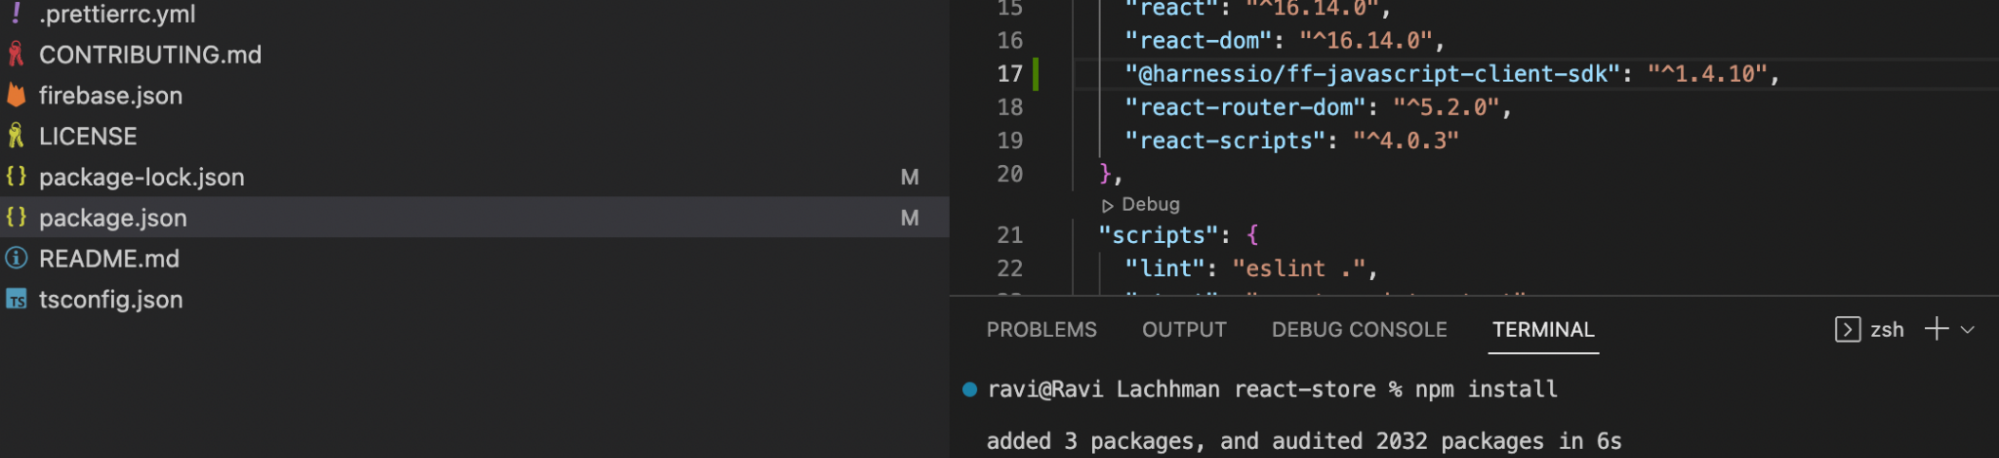 .prettierrc.yml
CONTRIBUTING.md
firebase.json
LICENSE
package-lock.json M
package.json M
README.md
TS tsconfig.json
15 "react": "^16.14.0",
16 "react-dom": "^16.14.0",
17 "@harnessio/ff-javascript-client-sdk": "^1.4.10",
18 "react-router-dom": "^5.2.0",
19 "react-scripts": "^4.0.3"
20 },
Debug
21 "scripts": {
22 "lint": "eslint .",
PROBLEMS OUTPUT DEBUG CONSOLE TERMINAL zsh
ravi@Ravi Lachhman react-store % npm install
added 3 packages, and audited 2032 packages in 6s